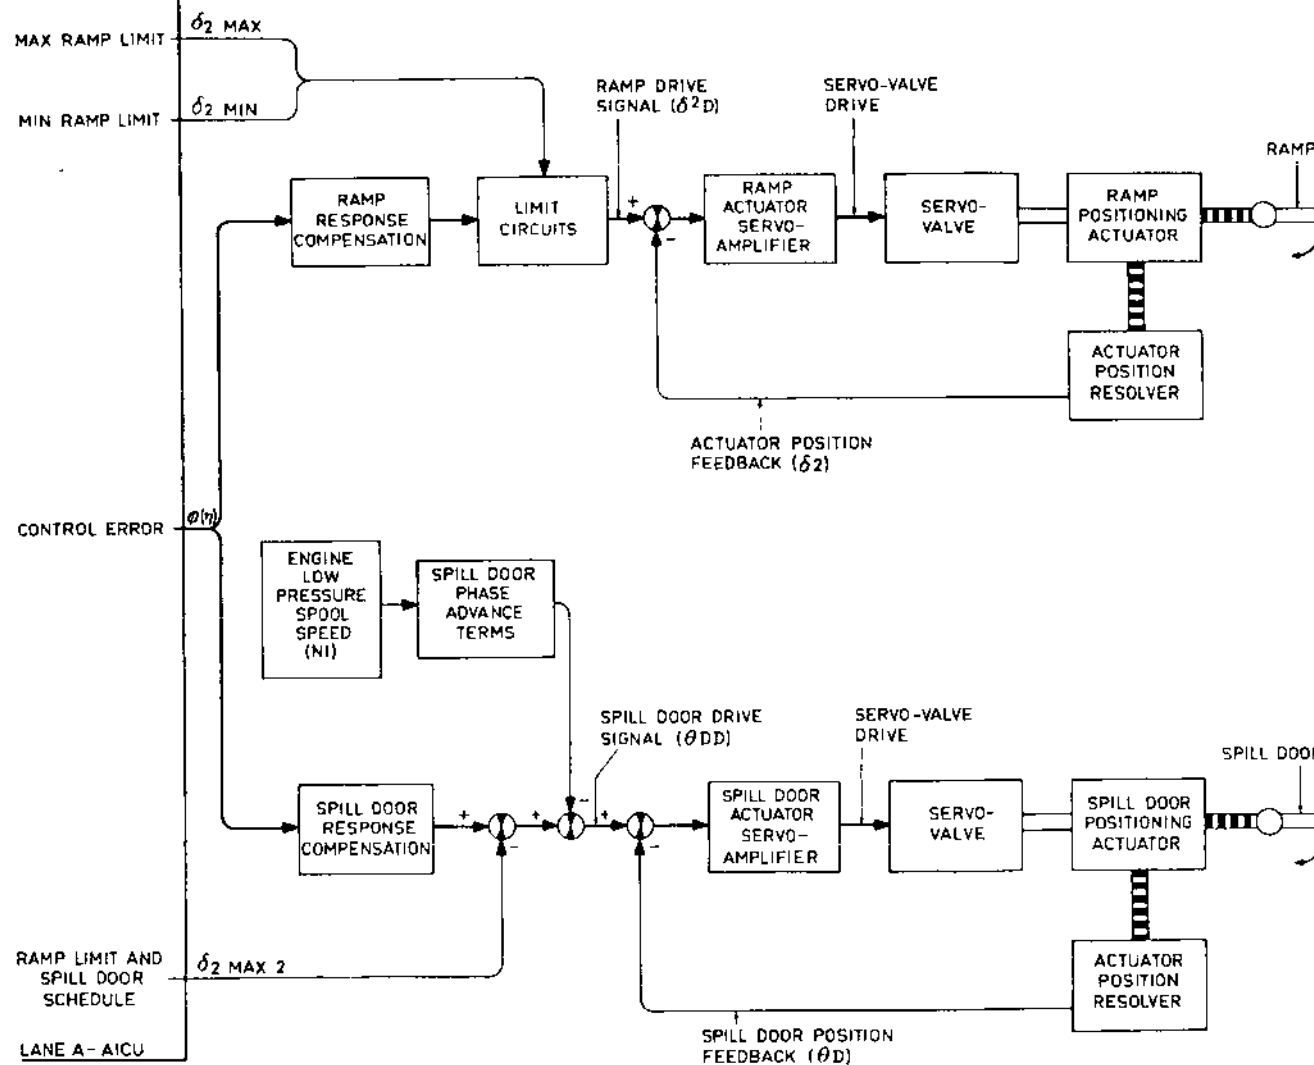 MAX RAMP LIMIT
δ2 MAX
MIN RAMP LIMIT
δ2 MIN
RAMP DRIVE
SIGNAL (δ2D)
SERVO-VALVE
DRIVE
RAMP
RAMP
RESPONSE
COMPENSATION
LIMIT
CIRCUITS
+
-
RAMP
ACTUATOR
SERVO-
AMPLIFIER
SERVO-
VALVE
RAMP
POSITIONING
ACTUATOR
ACTUATOR
POSITION
RESOLVER
ACTUATOR POSITION
FEEDBACK (δ2)
CONTROL ERROR
φ(η)
ENGINE
LOW
PRESSURE
SPOOL
SPEED
(N1)
SPILL DOOR
PHASE
ADVANCE
TERMS
SPILL DOOR DRIVE
SIGNAL (θDD)
SERVO-VALVE
DRIVE
SPILL DOOR
SPILL DOOR
RESPONSE
COMPENSATION
+
-
+
-
+
-
SPILL DOOR
ACTUATOR
SERVO-
AMPLIFIER
SERVO-
VALVE
SPILL DOOR
POSITIONING
ACTUATOR
ACTUATOR
POSITION
RESOLVER
RAMP LIMIT AND
SPILL DOOR
SCHEDULE
δ2 MAX 2
SPILL DOOR POSITION
FEEDBACK (θD)
LANE A-AICU